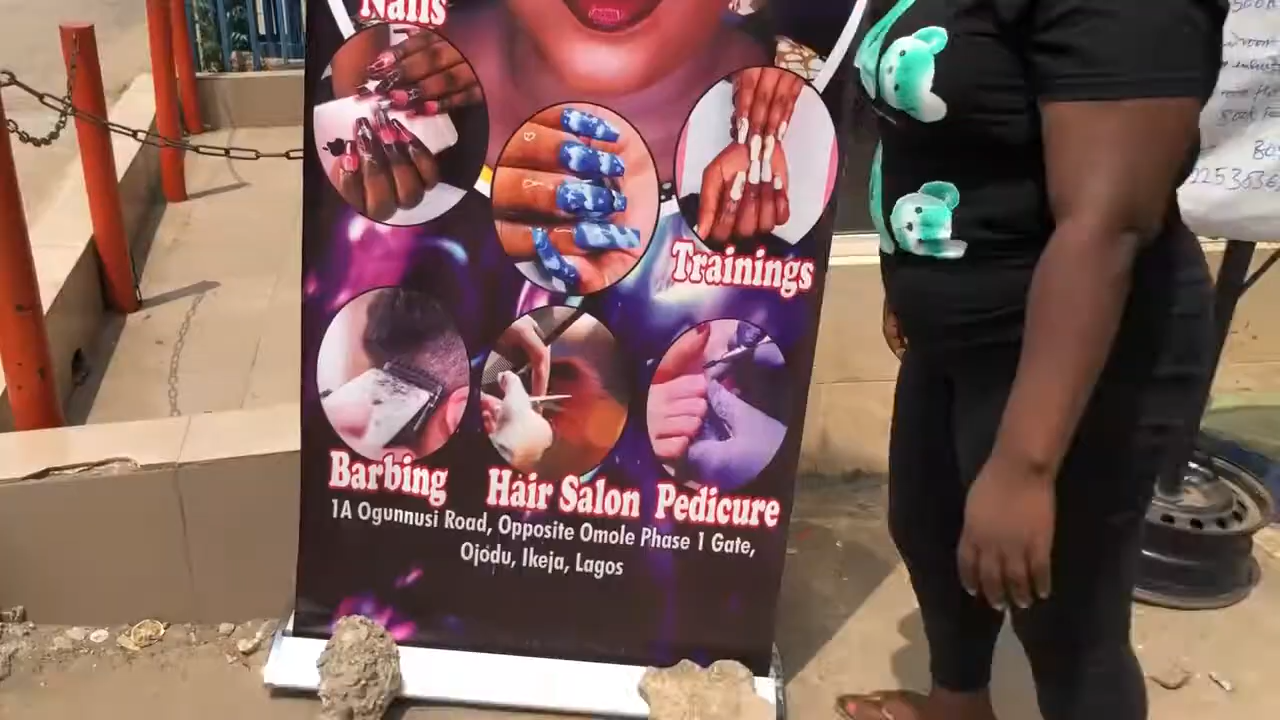 Nails
Trainings
Barbing Hair Salon Pedicure
1A Ogunnusi Road, Opposite Omole Phase 1 Gate,
Ojodu, Ikeja, Lagos